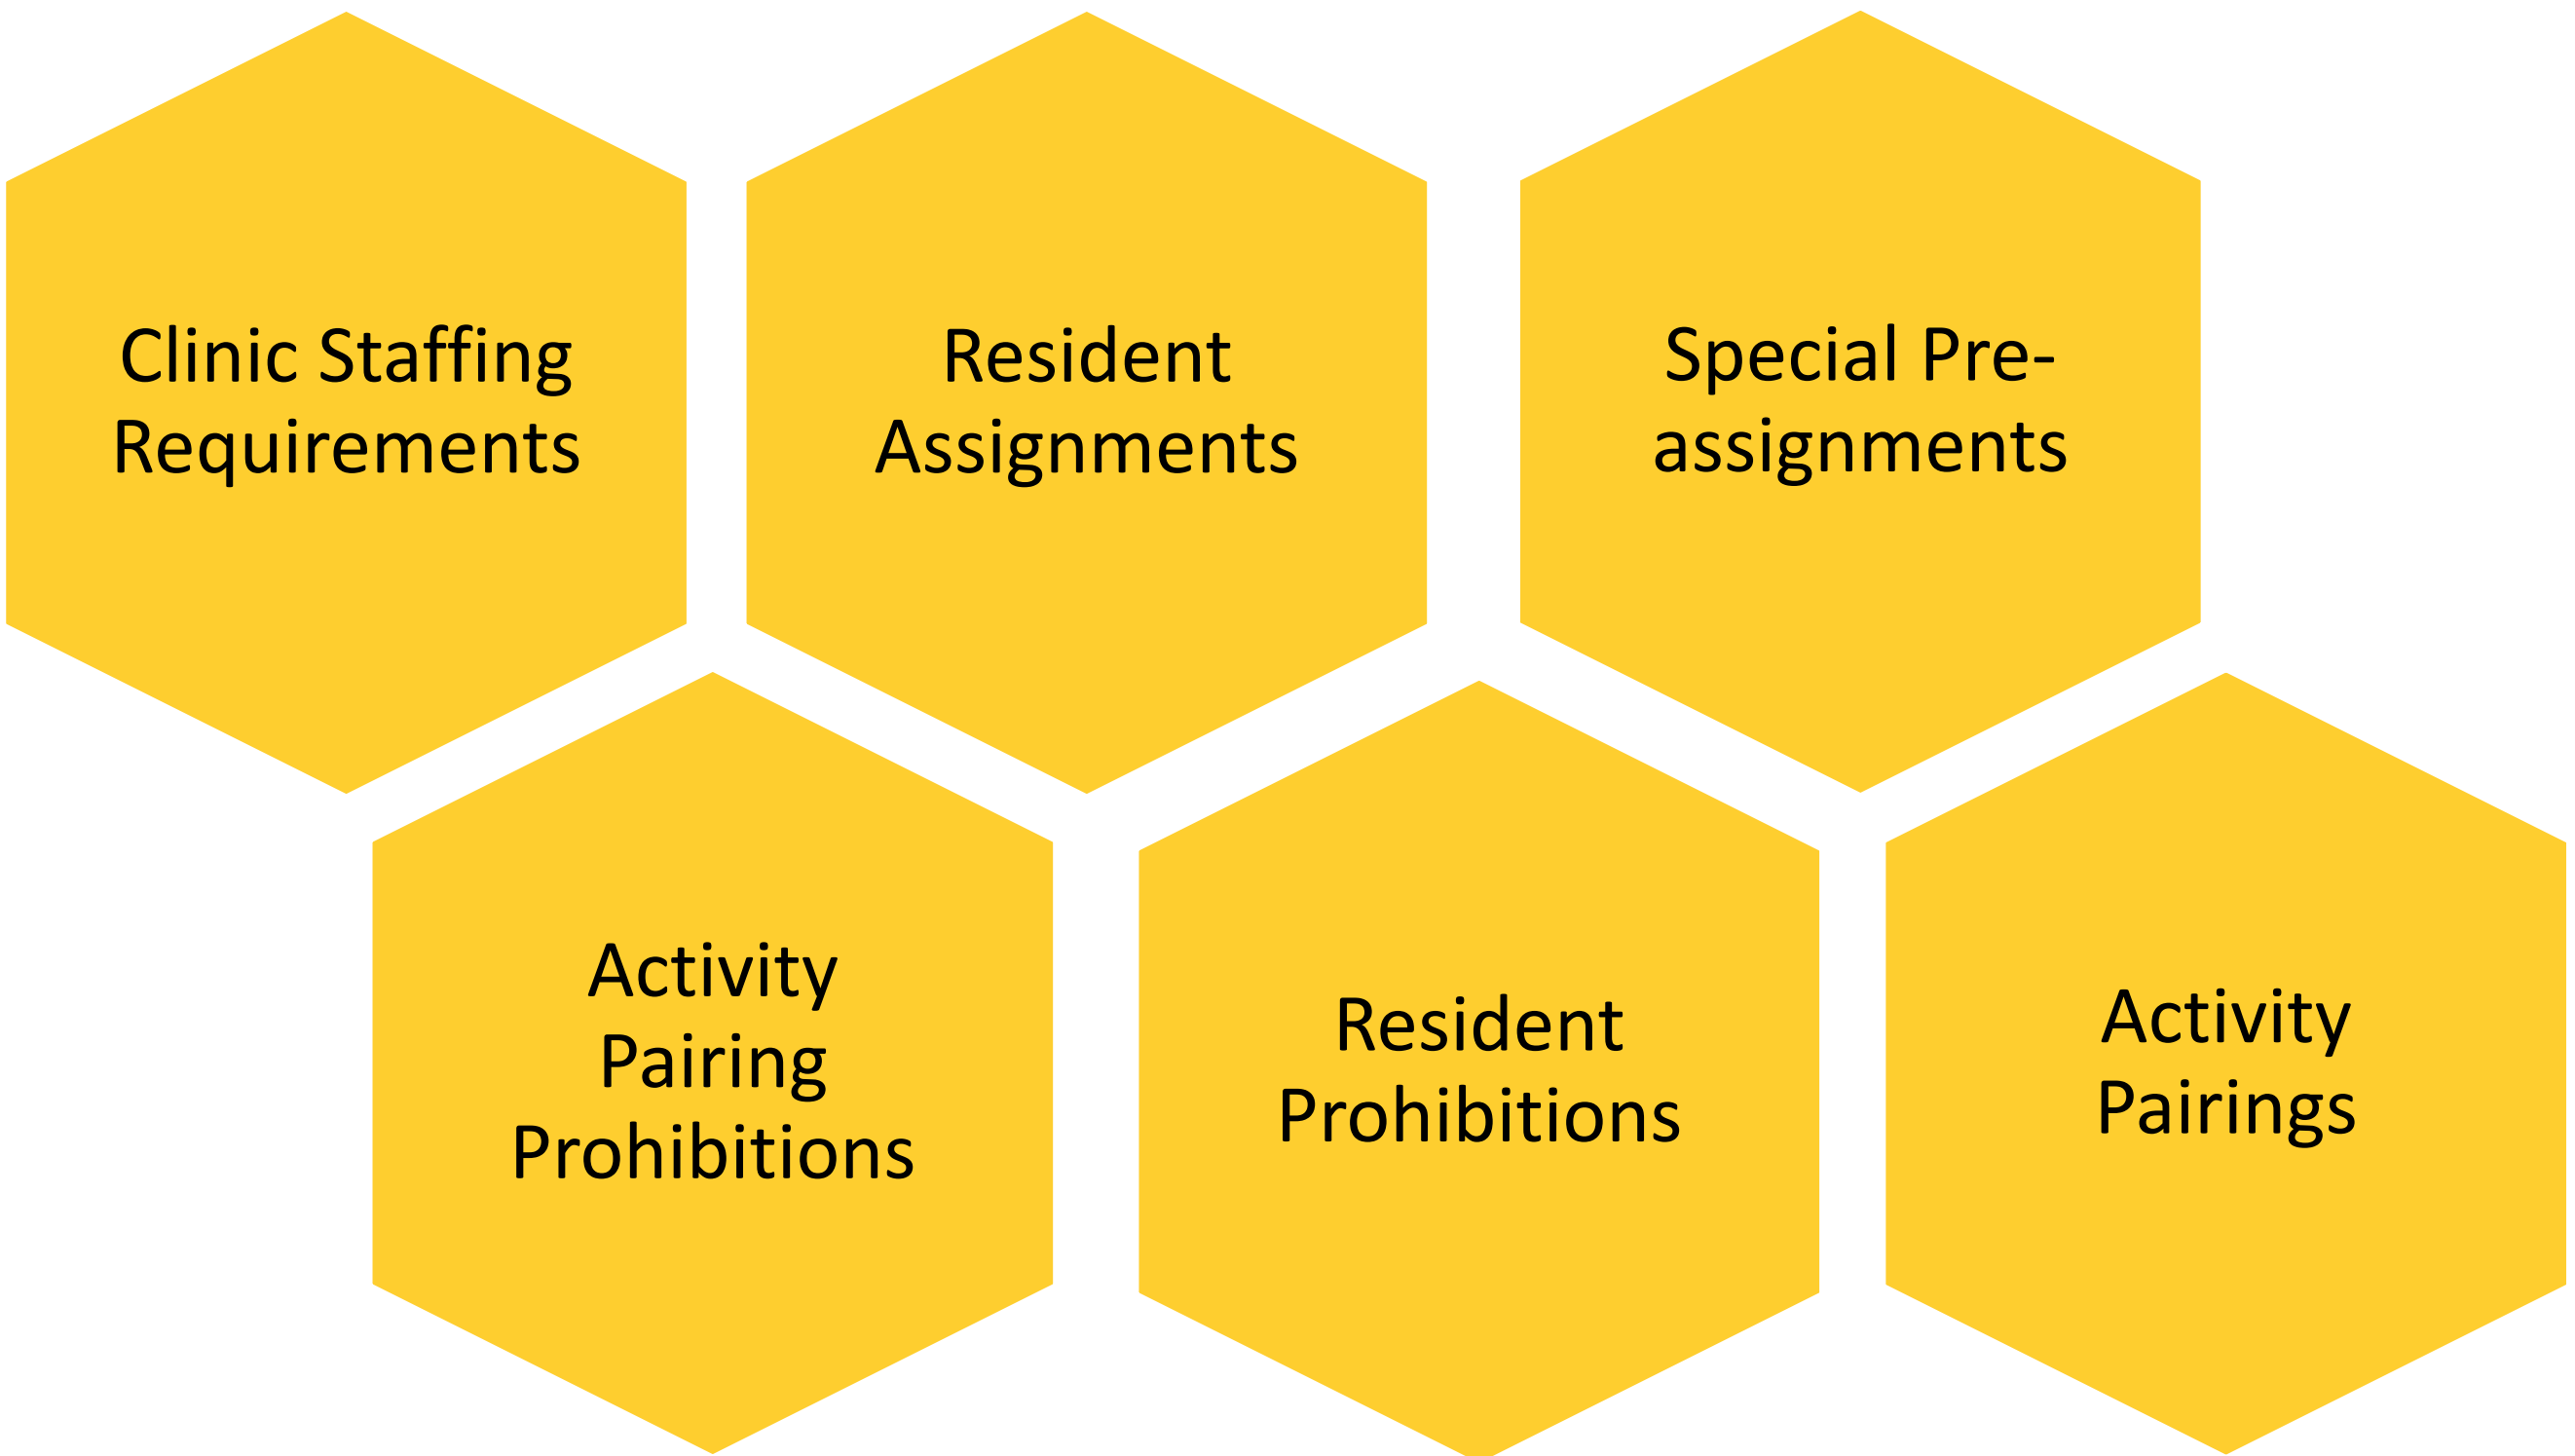 Clinic Staffing
Requirements
Resident
Assignments
Special Pre-
assignments
Activity
Pairing
Prohibitions
Resident
Prohibitions
Activity
Pairings